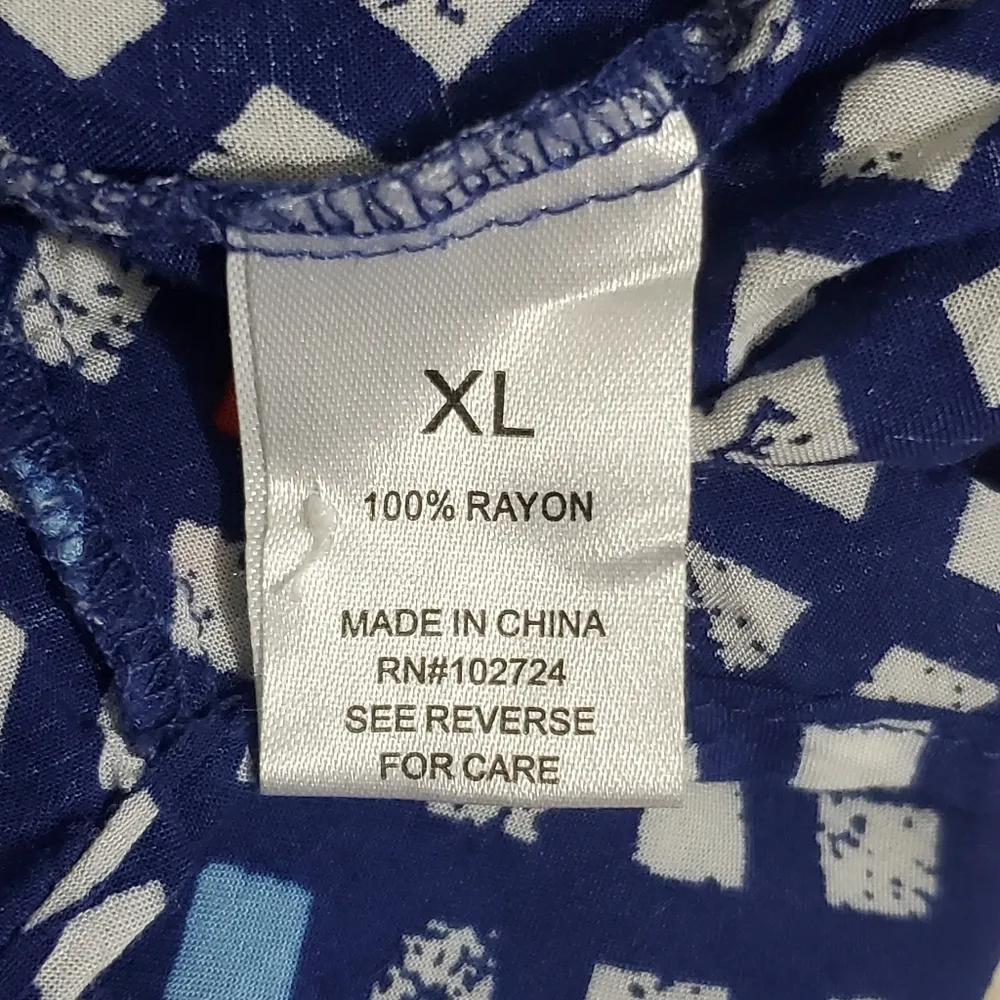 XL
100% RAYON
MADE IN CHINA
RN#102724
SEE REVERSE
FOR CARE